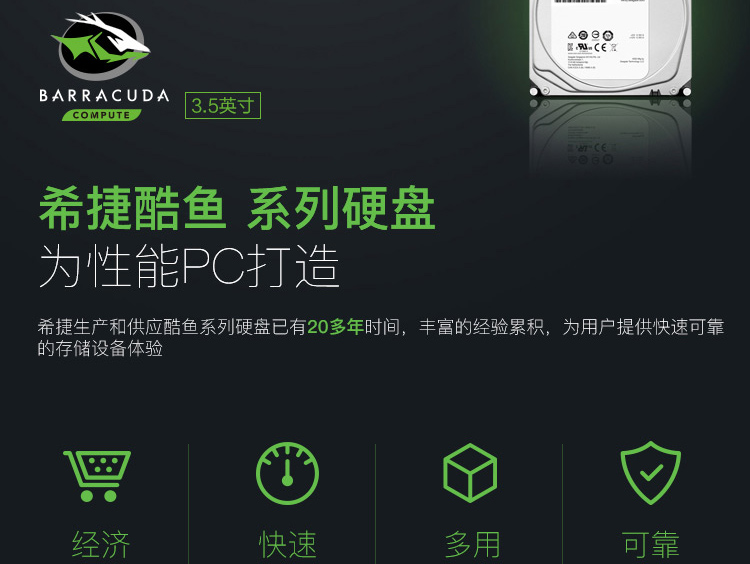 BARRACUDA
COMPUTE
3.5英寸
希捷酷鱼 系列硬盘
为性能PC打造
希捷生产和供应酷鱼系列硬盘已有20多年时间，丰富的经验累积，为用户提供快速可靠
的存储设备体验
经济
快速
多用
可靠